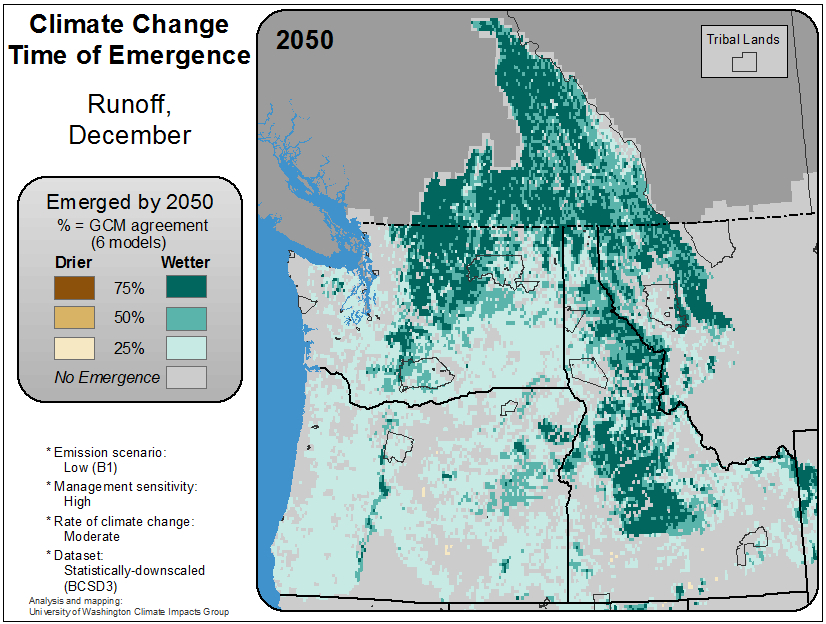 Climate Change
Time of Emergence
Runoff,
December
Emerged by 2050
% = GCM agreement
(6 models)
Drier Wetter
75%
50%
25%
No Emergence
* Emission scenario:
Low (B1)
* Management sensitivity:
High
* Rate of climate change:
Moderate
* Dataset:
Statistically-downscaled
(BCSD3)
Analysis and mapping:
University of Washington Climate Impacts Group
2050
Tribal Lands